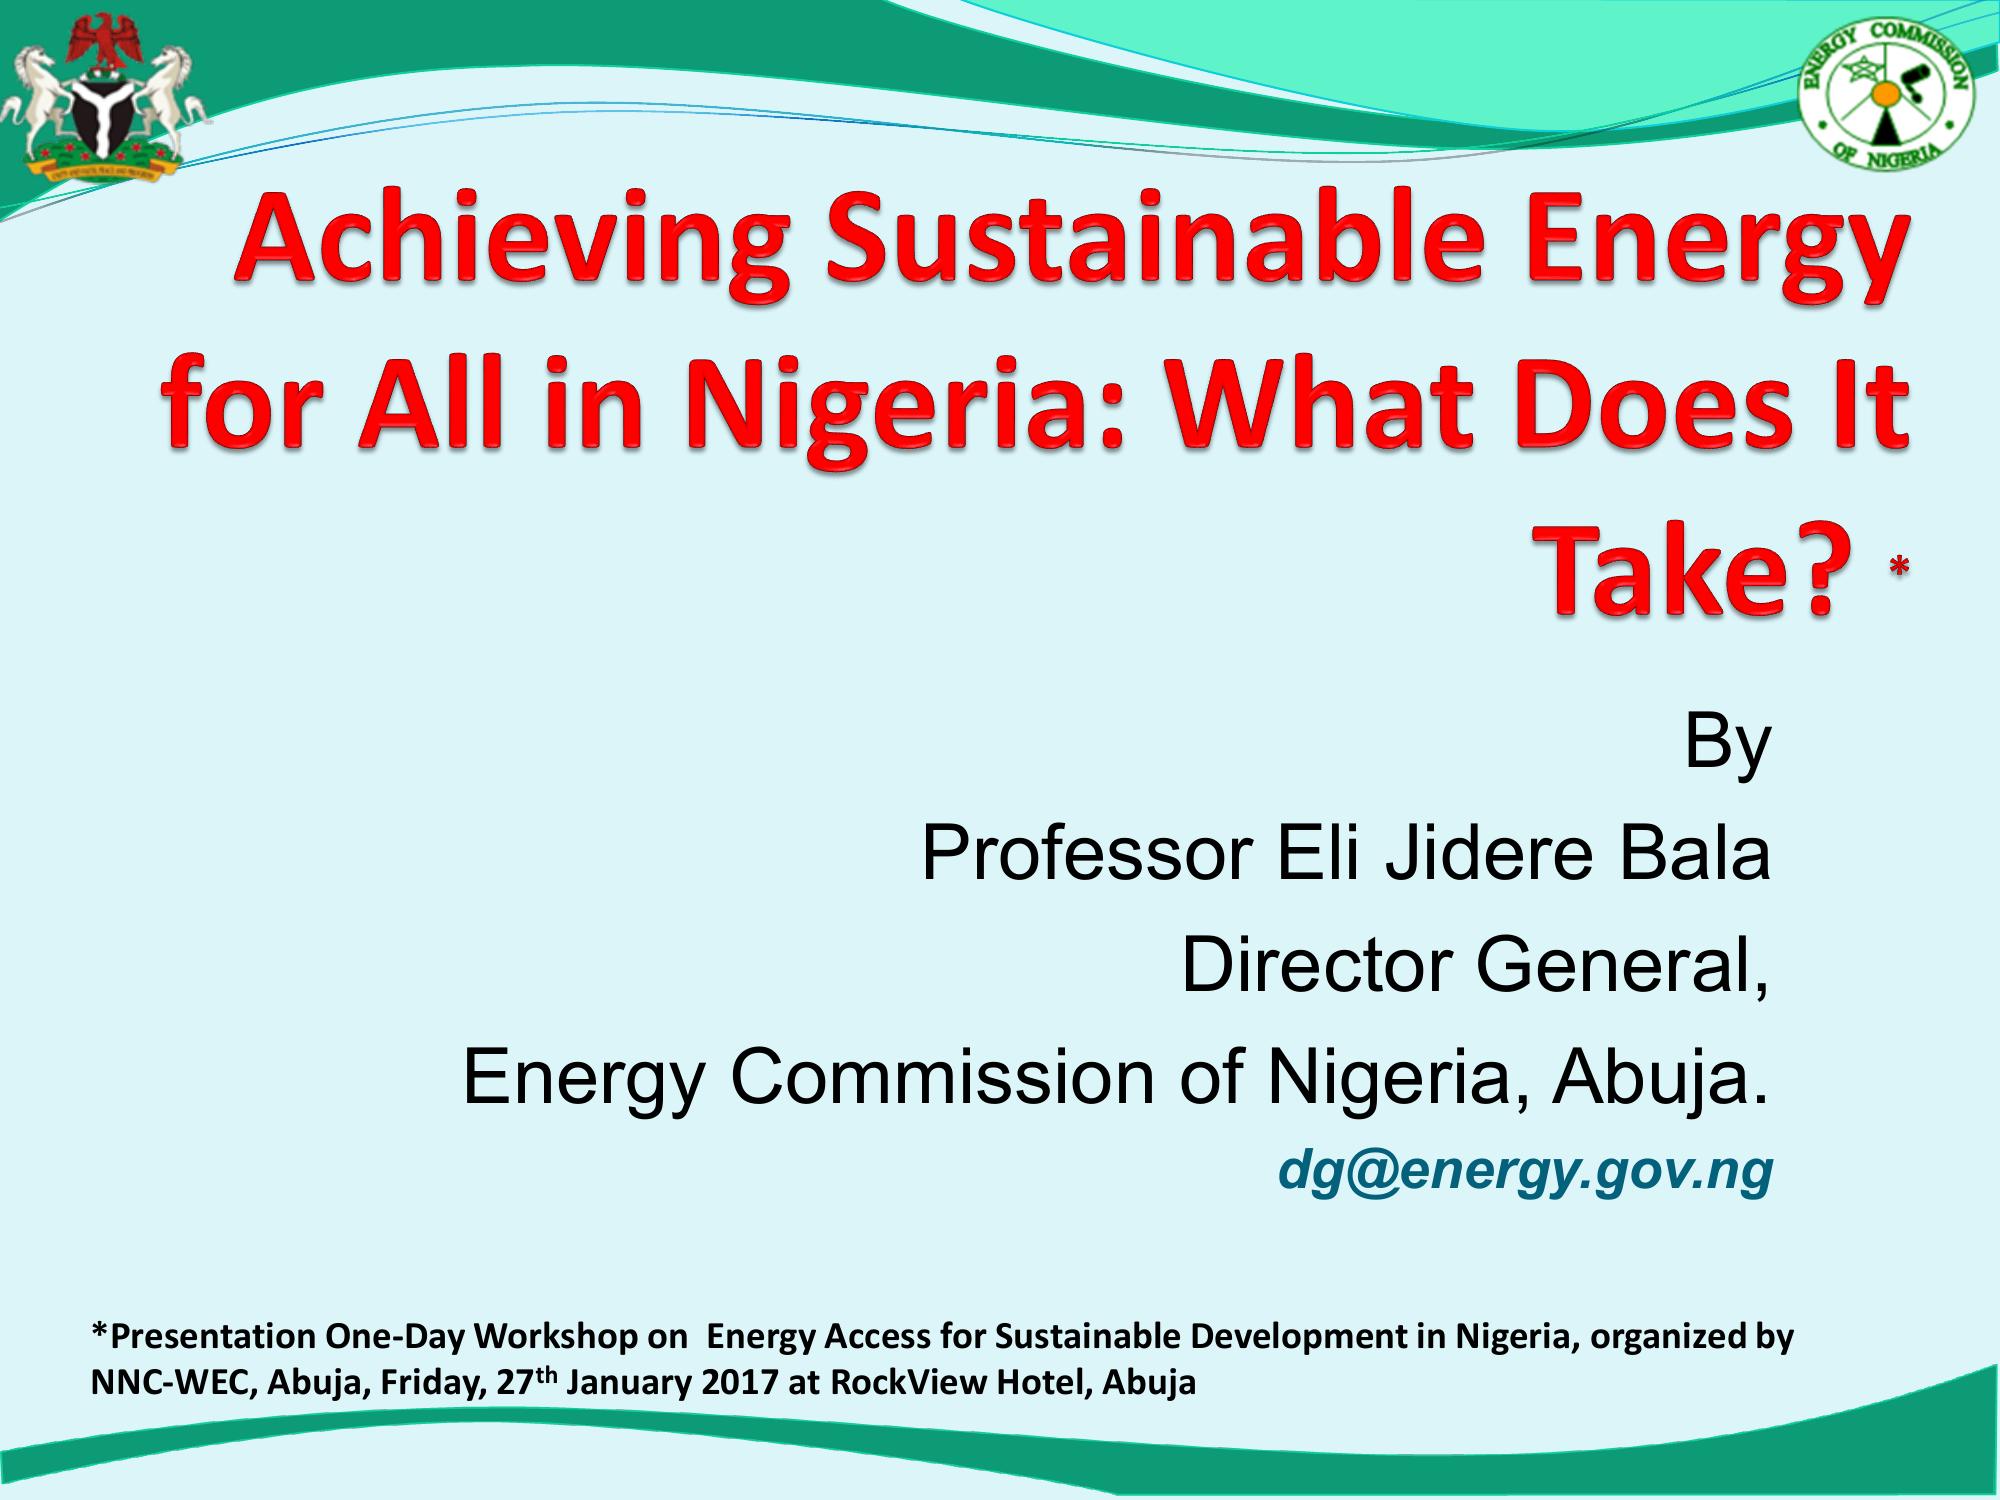 ENERGY COMMISSION
OF NIGERIA
Achieving Sustainable Energy
for All in Nigeria: What Does It
Take? *
By
Professor Eli Jidere Bala
Director General,
Energy Commission of Nigeria, Abuja.
dg@energy.gov.ng
*Presentation One-Day Workshop on  Energy Access for Sustainable Development in Nigeria, organized by
NNC-WEC, Abuja, Friday, 27th January 2017 at RockView Hotel, Abuja